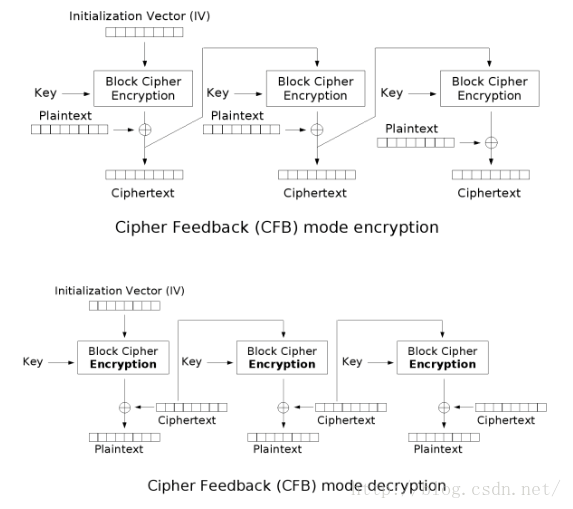 Initialization Vector (IV)
Key
Block Cipher
Encryption
Key
Block Cipher
Encryption
Key
Block Cipher
Encryption
Plaintext
Plaintext
Plaintext
Ciphertext
Ciphertext
Ciphertext
Cipher Feedback (CFB) mode encryption
Initialization Vector (IV)
Key
Block Cipher
Encryption
Key
Block Cipher
Encryption
Key
Block Cipher
Encryption
Ciphertext
Ciphertext
Ciphertext
Plaintext
Plaintext
Plaintext
Cipher Feedback (CFB) mode decryption
http://blog.csdn.net/